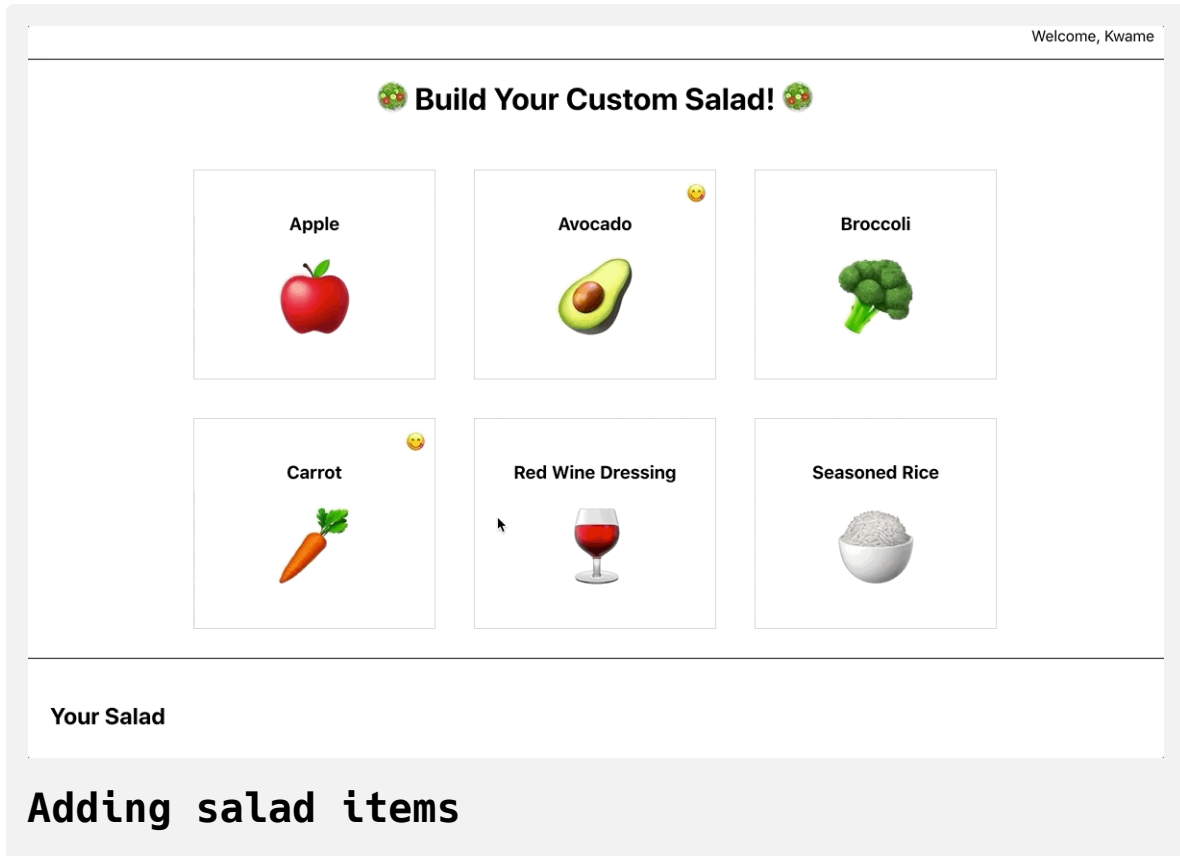 Welcome, Kwame
🥗 Build Your Custom Salad! 🥗
Apple
Avocado
Broccoli
Carrot
Red Wine Dressing
Seasoned Rice
Your Salad
Adding salad items